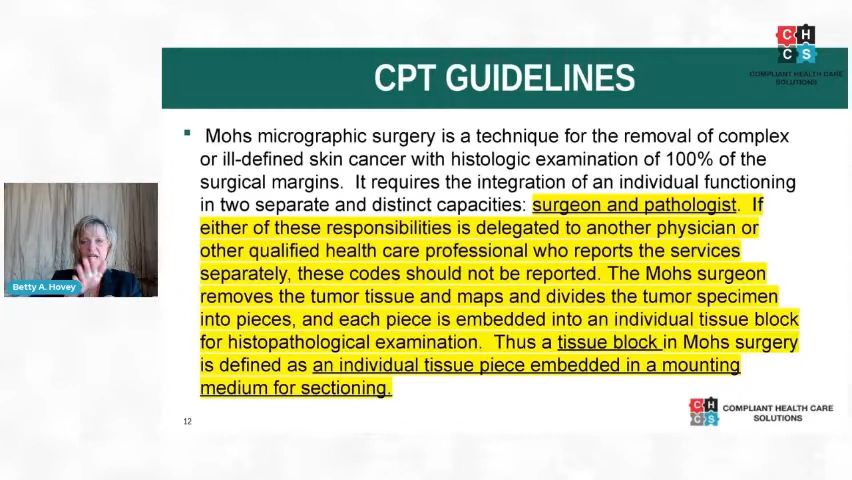 CPT GUIDELINES
C H
C S
COMPLIANT HEALTH CARE
SOLUTIONS
▪ Mohs micrographic surgery is a technique for the removal of complex
or ill-defined skin cancer with histologic examination of 100% of the
surgical margins.  It requires the integration of an individual functioning
in two separate and distinct capacities: surgeon and pathologist.  If
either of these responsibilities is delegated to another physician or
other qualified health care professional who reports the services
separately, these codes should not be reported. The Mohs surgeon
removes the tumor tissue and maps and divides the tumor specimen
into pieces, and each piece is embedded into an individual tissue block
for histopathological examination.  Thus a tissue block in Mohs surgery
is defined as an individual tissue piece embedded in a mounting
medium for sectioning.
Betty A. Hovey
12
C H
C S
COMPLIANT HEALTH CARE
SOLUTIONS